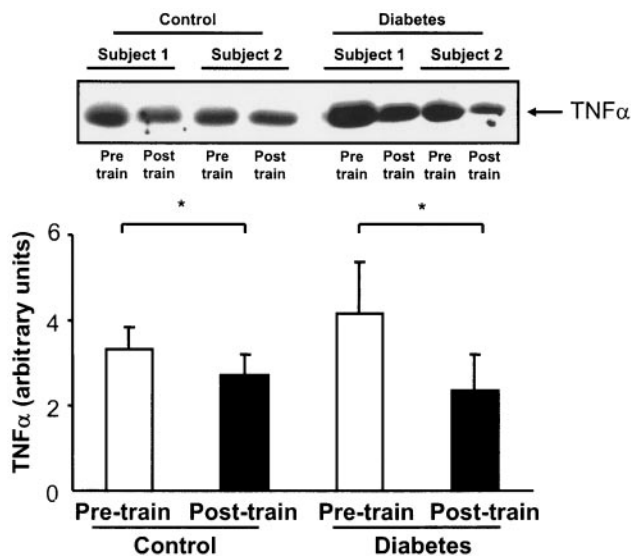 Control Diabetes
Subject 1 Subject 2 Subject 1 Subject 2
← TNFα
Pre Post Pre Post Pre Post Pre Post
train train train train train train train train
* *
6
4
2
0
TNFα (arbitrary units)
Pre-train Post-train Pre-train Post-train
Control Diabetes